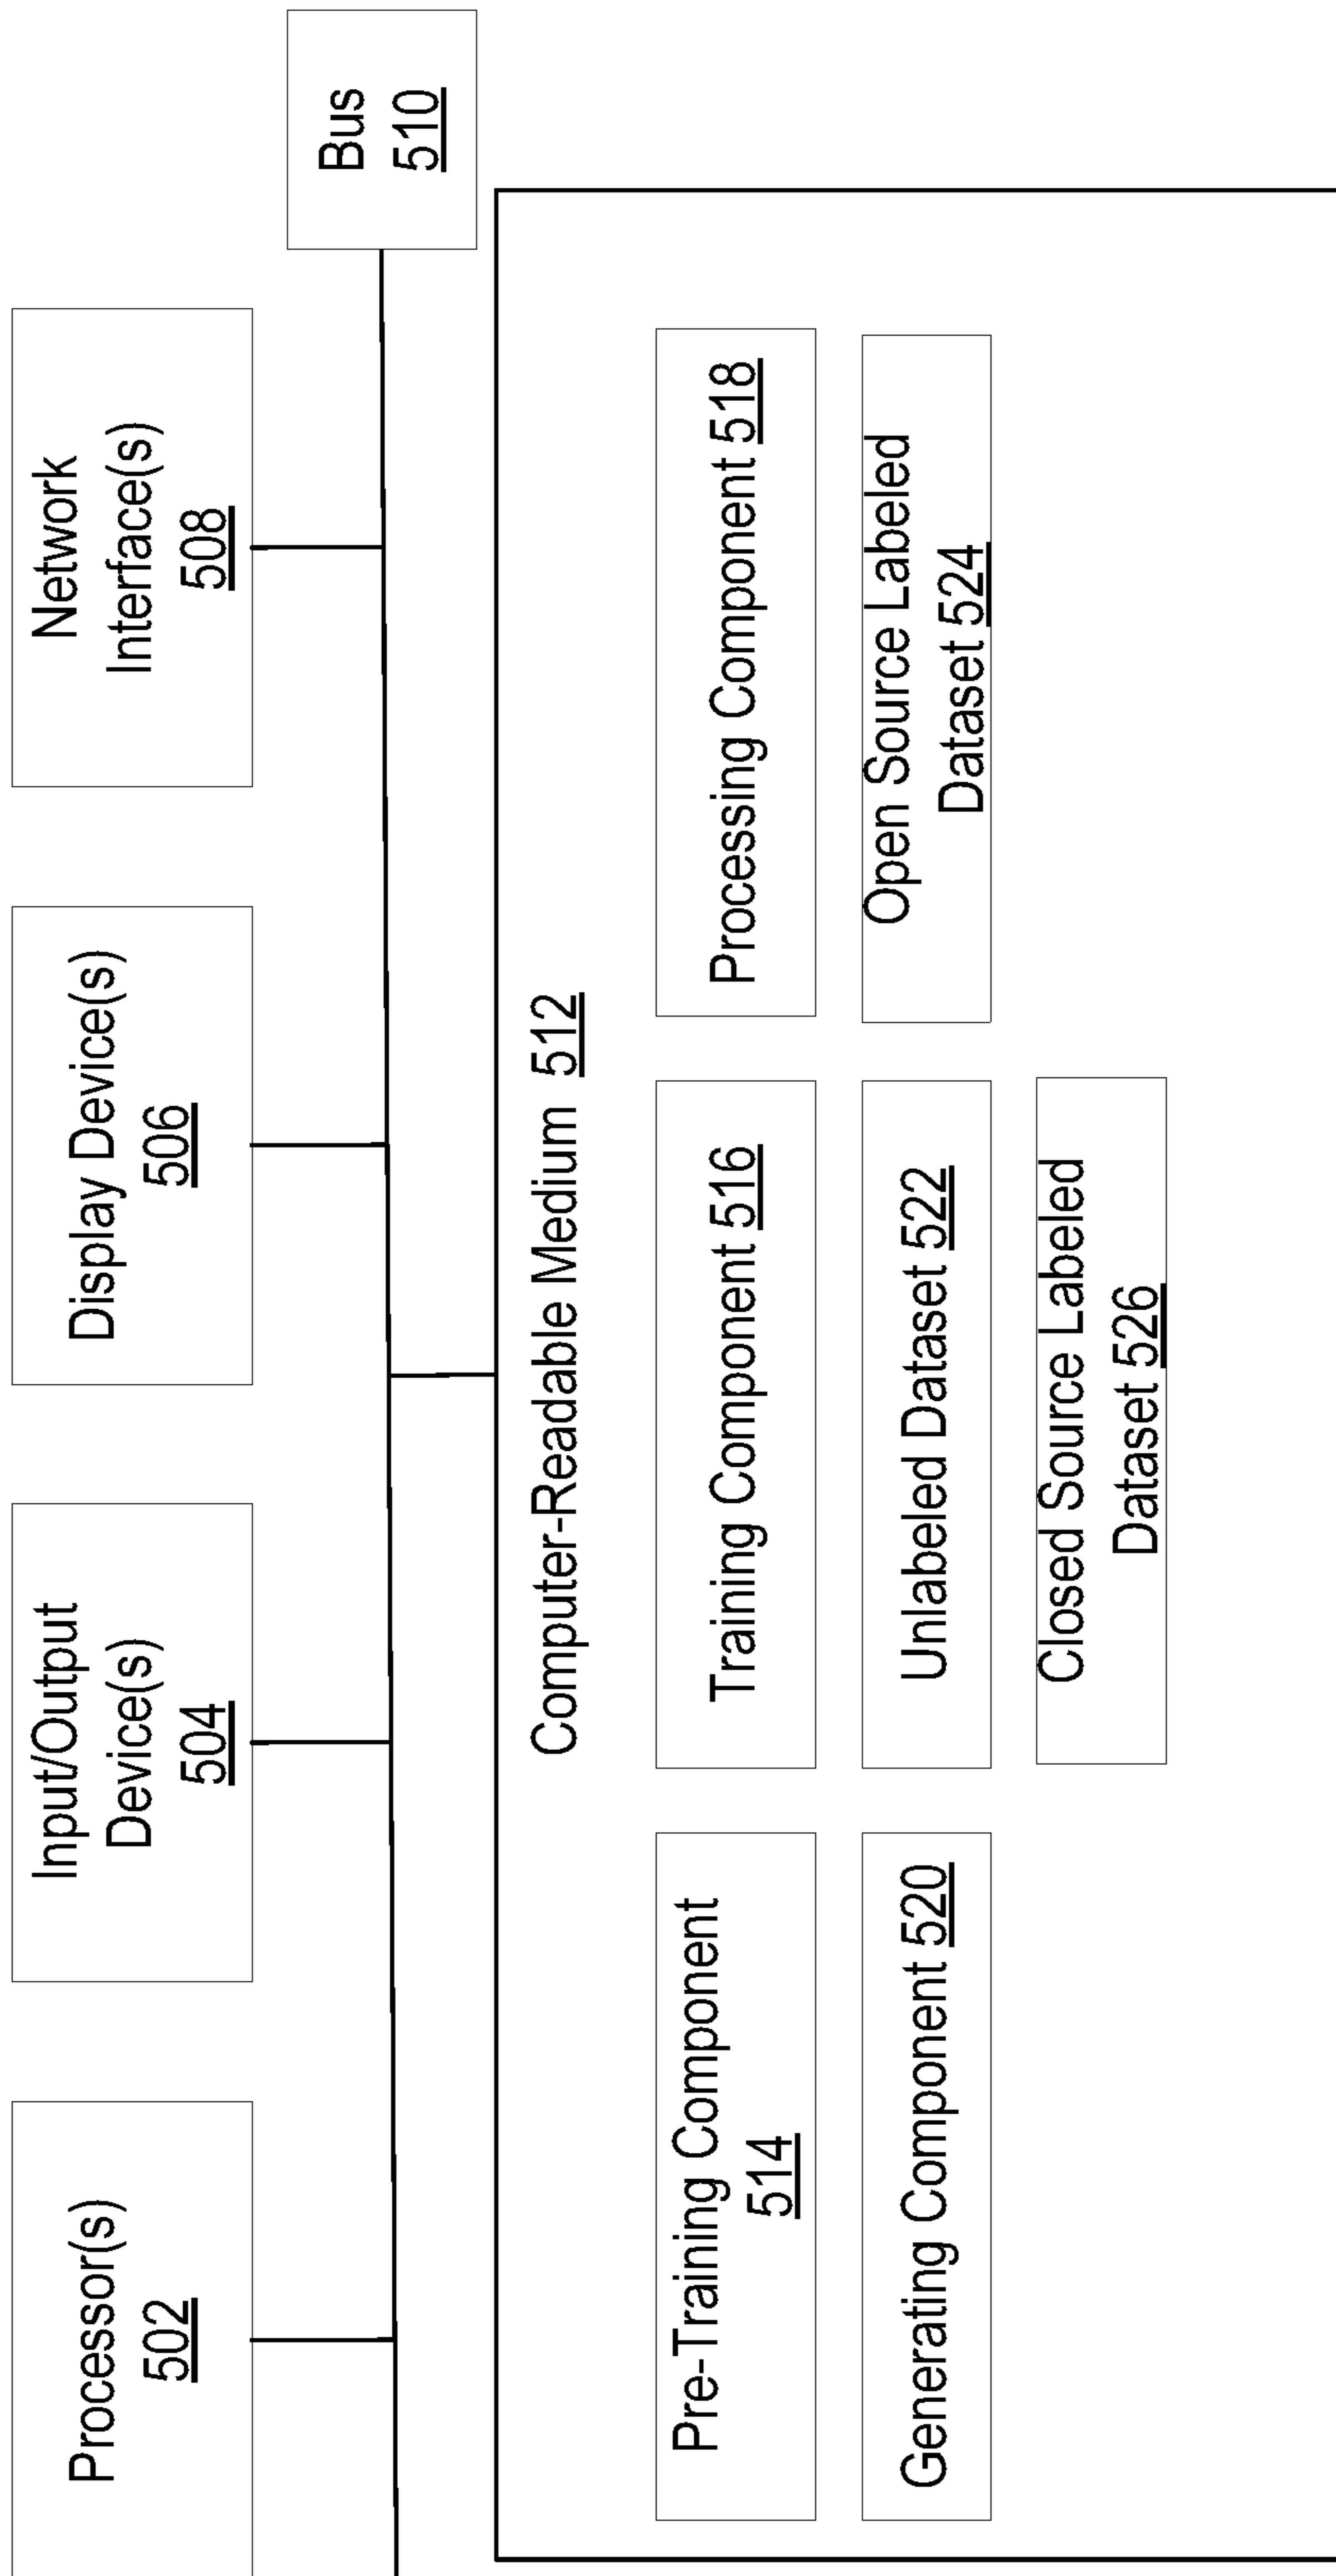 Processor(s)
502
Input/Output
Device(s)
504
Display Device(s)
506
Network
Interface(s)
508
Bus
510
Computer-Readable Medium 512
Pre-Training Component
514
Training Component 516
Processing Component 518
Generating Component 520
Unlabeled Dataset 522
Open Source Labeled
Dataset 524
Closed Source Labeled
Dataset 526